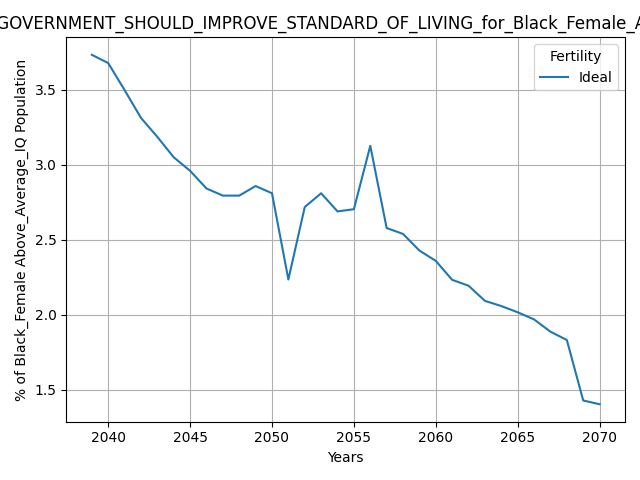 GOVERNMENT_SHOULD_IMPROVE_STANDARD_OF_LIVING_for_Black_Female_A
Fertility
Ideal
% of Black_Female Above_Average_IQ Population
3.5
3.0
2.5
2.0
1.5
2040 2045 2050 2055 2060 2065 2070
Years